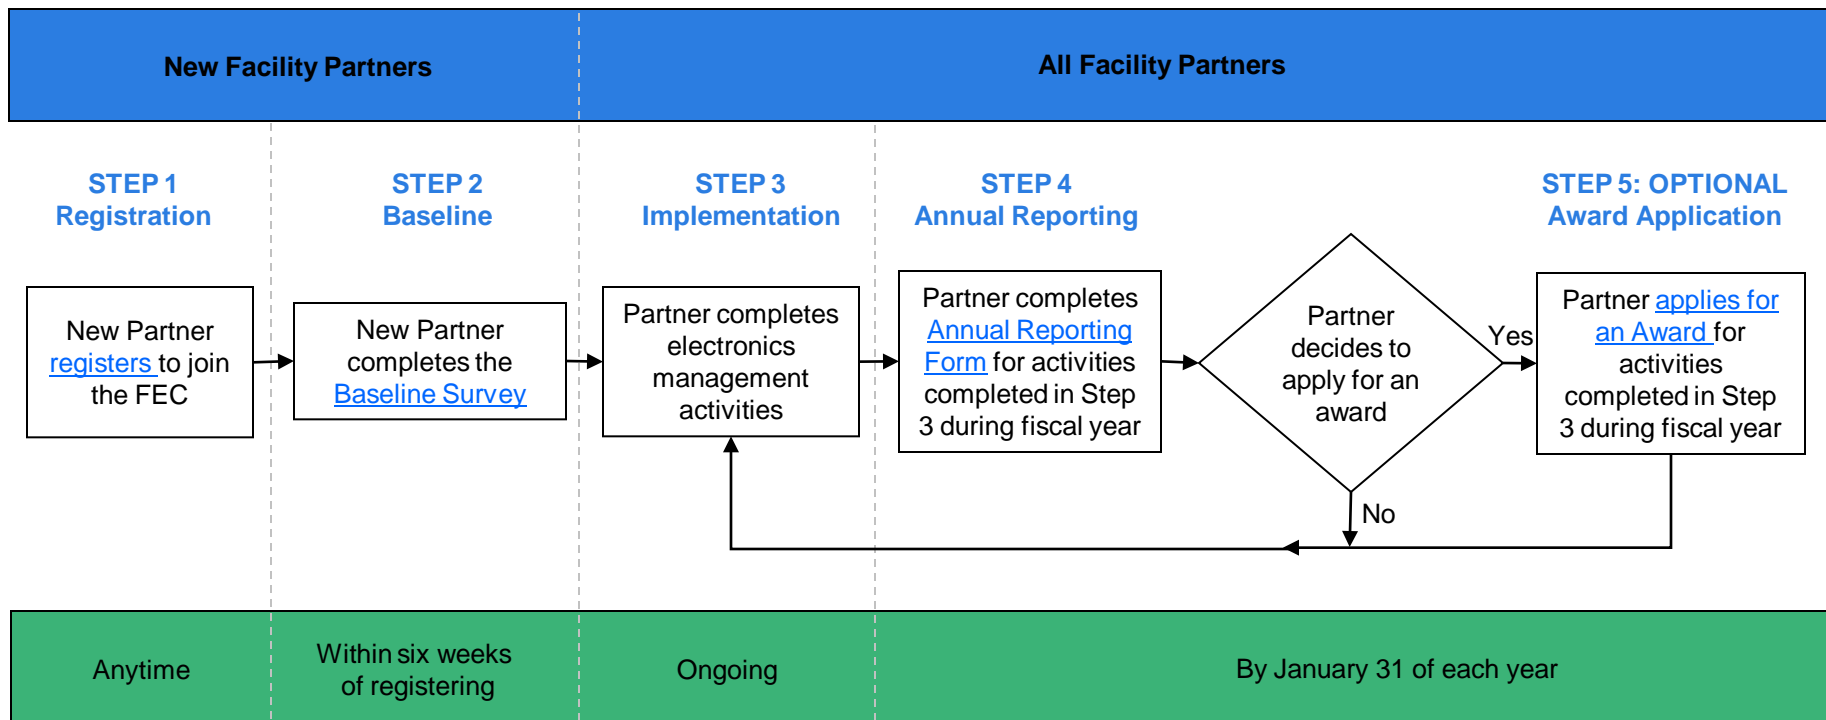 New Facility Partners
All Facility Partners
STEP 1
Registration
STEP 2
Baseline
STEP 3
Implementation
STEP 4
Annual Reporting
STEP 5: OPTIONAL
Award Application
New Partner
registers to join
the FEC
New Partner
completes the
Baseline Survey
Partner completes
electronics
management
activities
Partner completes
Annual Reporting
Form for activities
completed in Step
3 during fiscal year
Partner
decides to
apply for an
award
Yes
No
Partner applies for
an Award for
activities
completed in Step
3 during fiscal year
Anytime
Within six weeks
of registering
Ongoing
By January 31 of each year